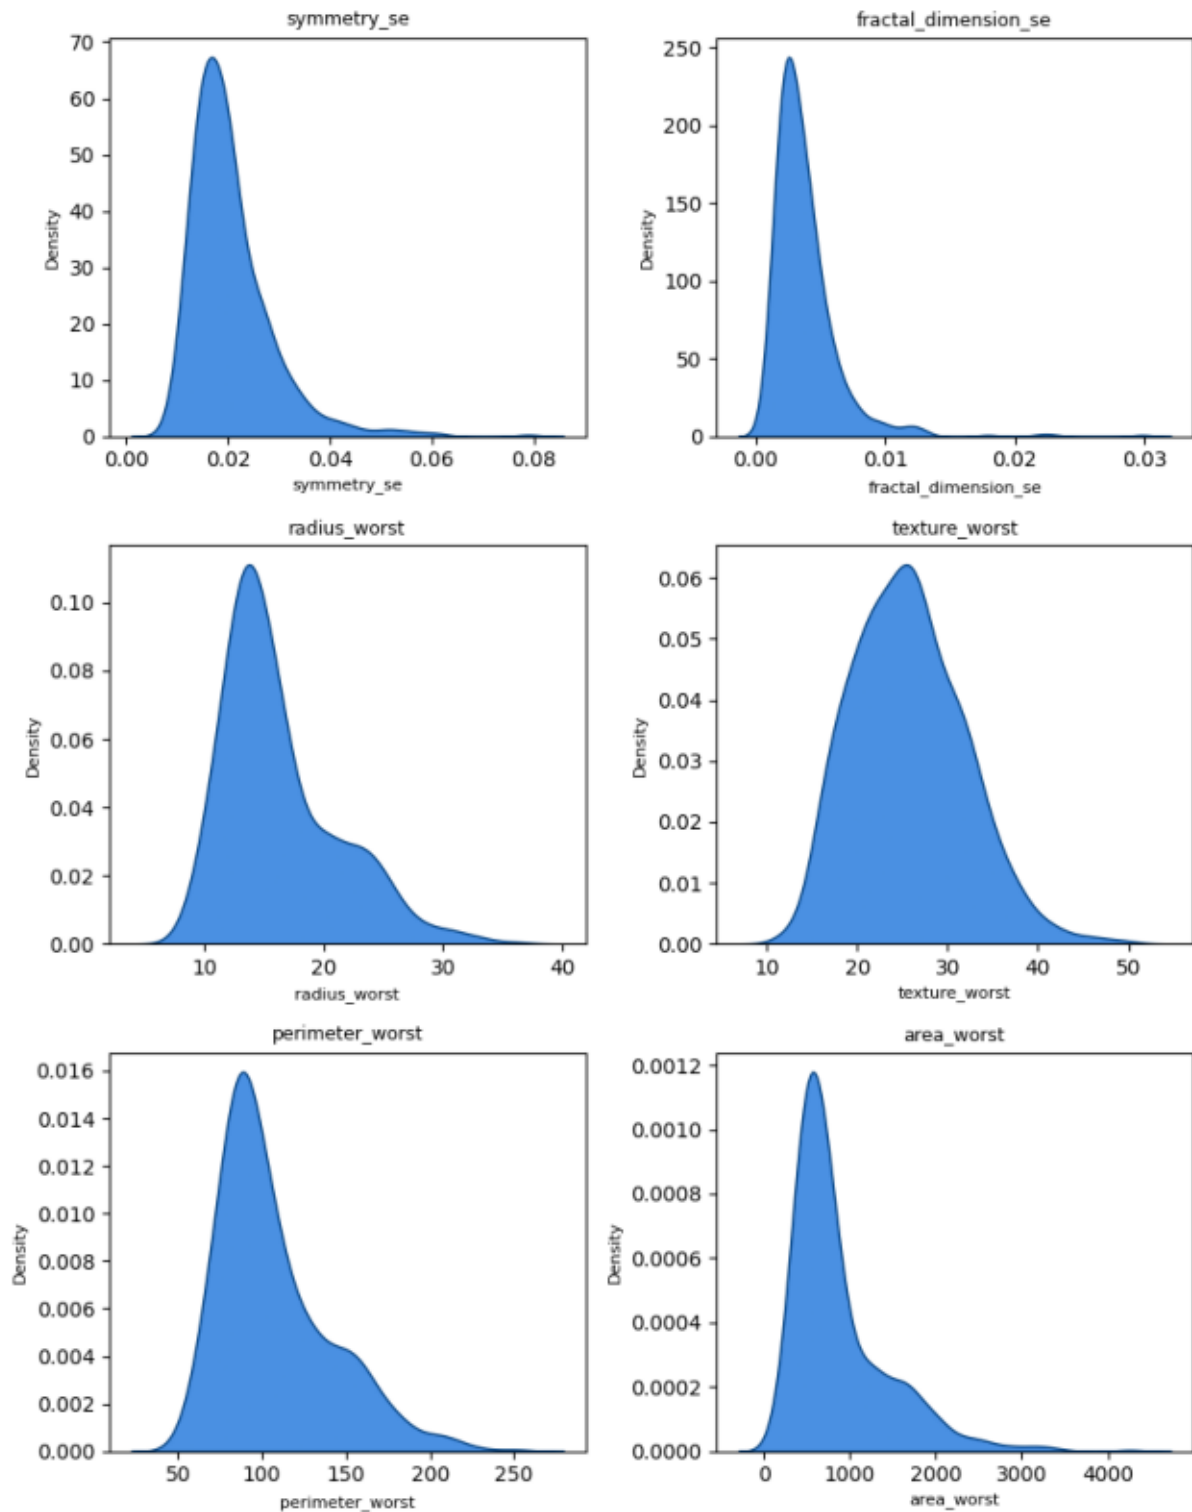 symmetry_se
70
60
50
40
30
20
10
0
Density
0.00 0.02 0.04 0.06 0.08
symmetry_se
fractal_dimension_se
250
200
150
100
50
0
Density
0.00 0.01 0.02 0.03
fractal_dimension_se
radius_worst
0.10
0.08
0.06
0.04
0.02
0.00
Density
10 20 30 40
radius_worst
texture_worst
0.06
0.05
0.04
0.03
0.02
0.01
0.00
Density
10 20 30 40 50
texture_worst
perimeter_worst
0.016
0.014
0.012
0.010
0.008
0.006
0.004
0.002
0.000
Density
50 100 150 200 250
perimeter_worst
area_worst
0.0012
0.0010
0.0008
0.0006
0.0004
0.0002
0.0000
Density
0 1000 2000 3000 4000
area_worst